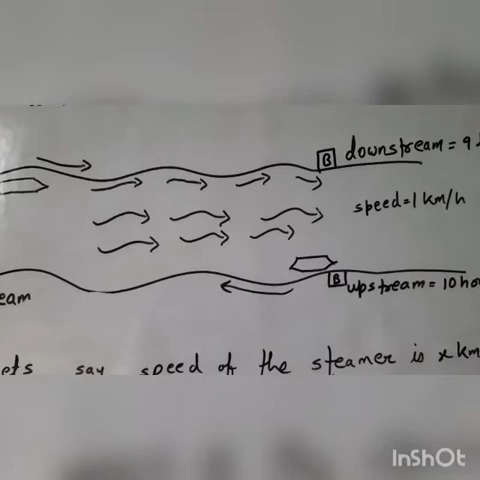 B downstream = 9
speed = 1 km/h
eam
B upstream = 10 hou
ets say speed of the steamer is x km
InShOt